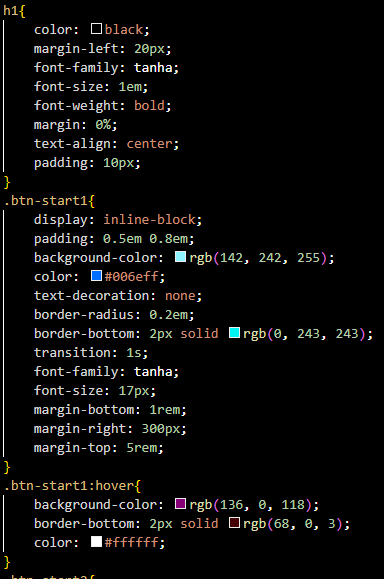 h1{
color: black;
margin-left: 20px;
font-family: tanha;
font-size: 1em;
font-weight: bold;
margin: 0%;
text-align: center;
padding: 10px;
}
.btn-start1{
display: inline-block;
padding: 0.5em 0.8em;
background-color: rgb(142, 242, 255);
color: #006eff;
text-decoration: none;
border-radius: 0.2em;
border-bottom: 2px solid rgb(0, 243, 243);
transition: 1s;
font-family: tanha;
font-size: 17px;
margin-bottom: 1rem;
margin-right: 300px;
margin-top: 5rem;
}
.btn-start1:hover{
background-color: rgb(136, 0, 118);
border-bottom: 2px solid rgb(68, 0, 3);
color: #ffffff;
}